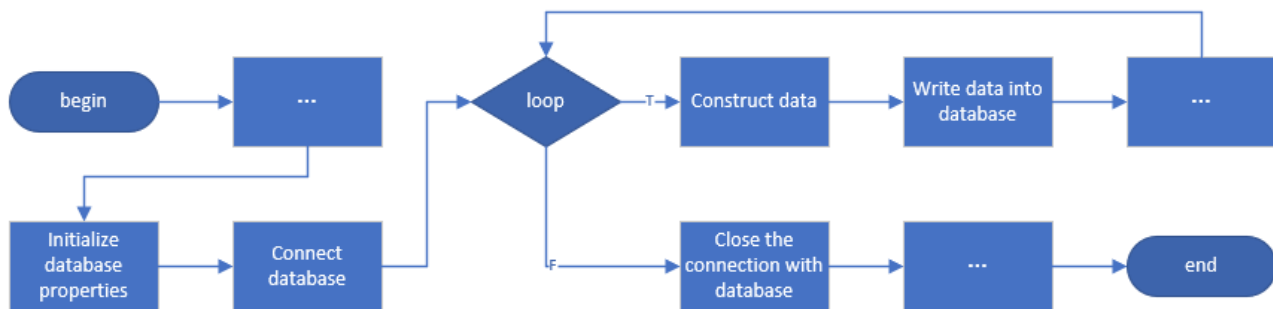 begin
...
loop
T
Construct data
Write data into
database
...
Initialize
database
properties
Connect
database
F
Close the
connection with
database
...
end